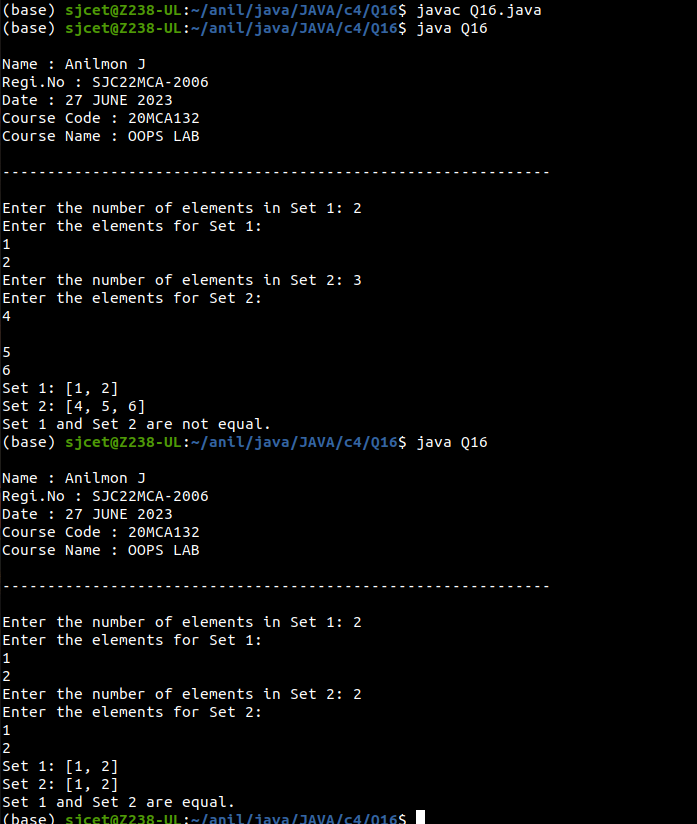 (base) sjcet@Z238-UL:~/anil/java/JAVA/c4/Q16$ javac Q16.java
(base) sjcet@Z238-UL:~/anil/java/JAVA/c4/Q16$ java Q16
Name : Anilmon J
Regi.No : SJC22MCA-2006
Date : 27 JUNE 2023
Course Code : 20MCA132
Course Name : OOPS LAB
-------------------------------------------------------------
Enter the number of elements in Set 1: 2
Enter the elements for Set 1:
1
2
Enter the number of elements in Set 2: 3
Enter the elements for Set 2:
4
5
6
Set 1: [1, 2]
Set 2: [4, 5, 6]
Set 1 and Set 2 are not equal.
(base) sjcet@Z238-UL:~/anil/java/JAVA/c4/Q16$ java Q16
Name : Anilmon J
Regi.No : SJC22MCA-2006
Date : 27 JUNE 2023
Course Code : 20MCA132
Course Name : OOPS LAB
-------------------------------------------------------------
Enter the number of elements in Set 1: 2
Enter the elements for Set 1:
1
2
Enter the number of elements in Set 2: 2
Enter the elements for Set 2:
1
2
Set 1: [1, 2]
Set 2: [1, 2]
Set 1 and Set 2 are equal.
(base) sjcet@Z238-UL:~/anil/java/JAVA/c4/Q16$